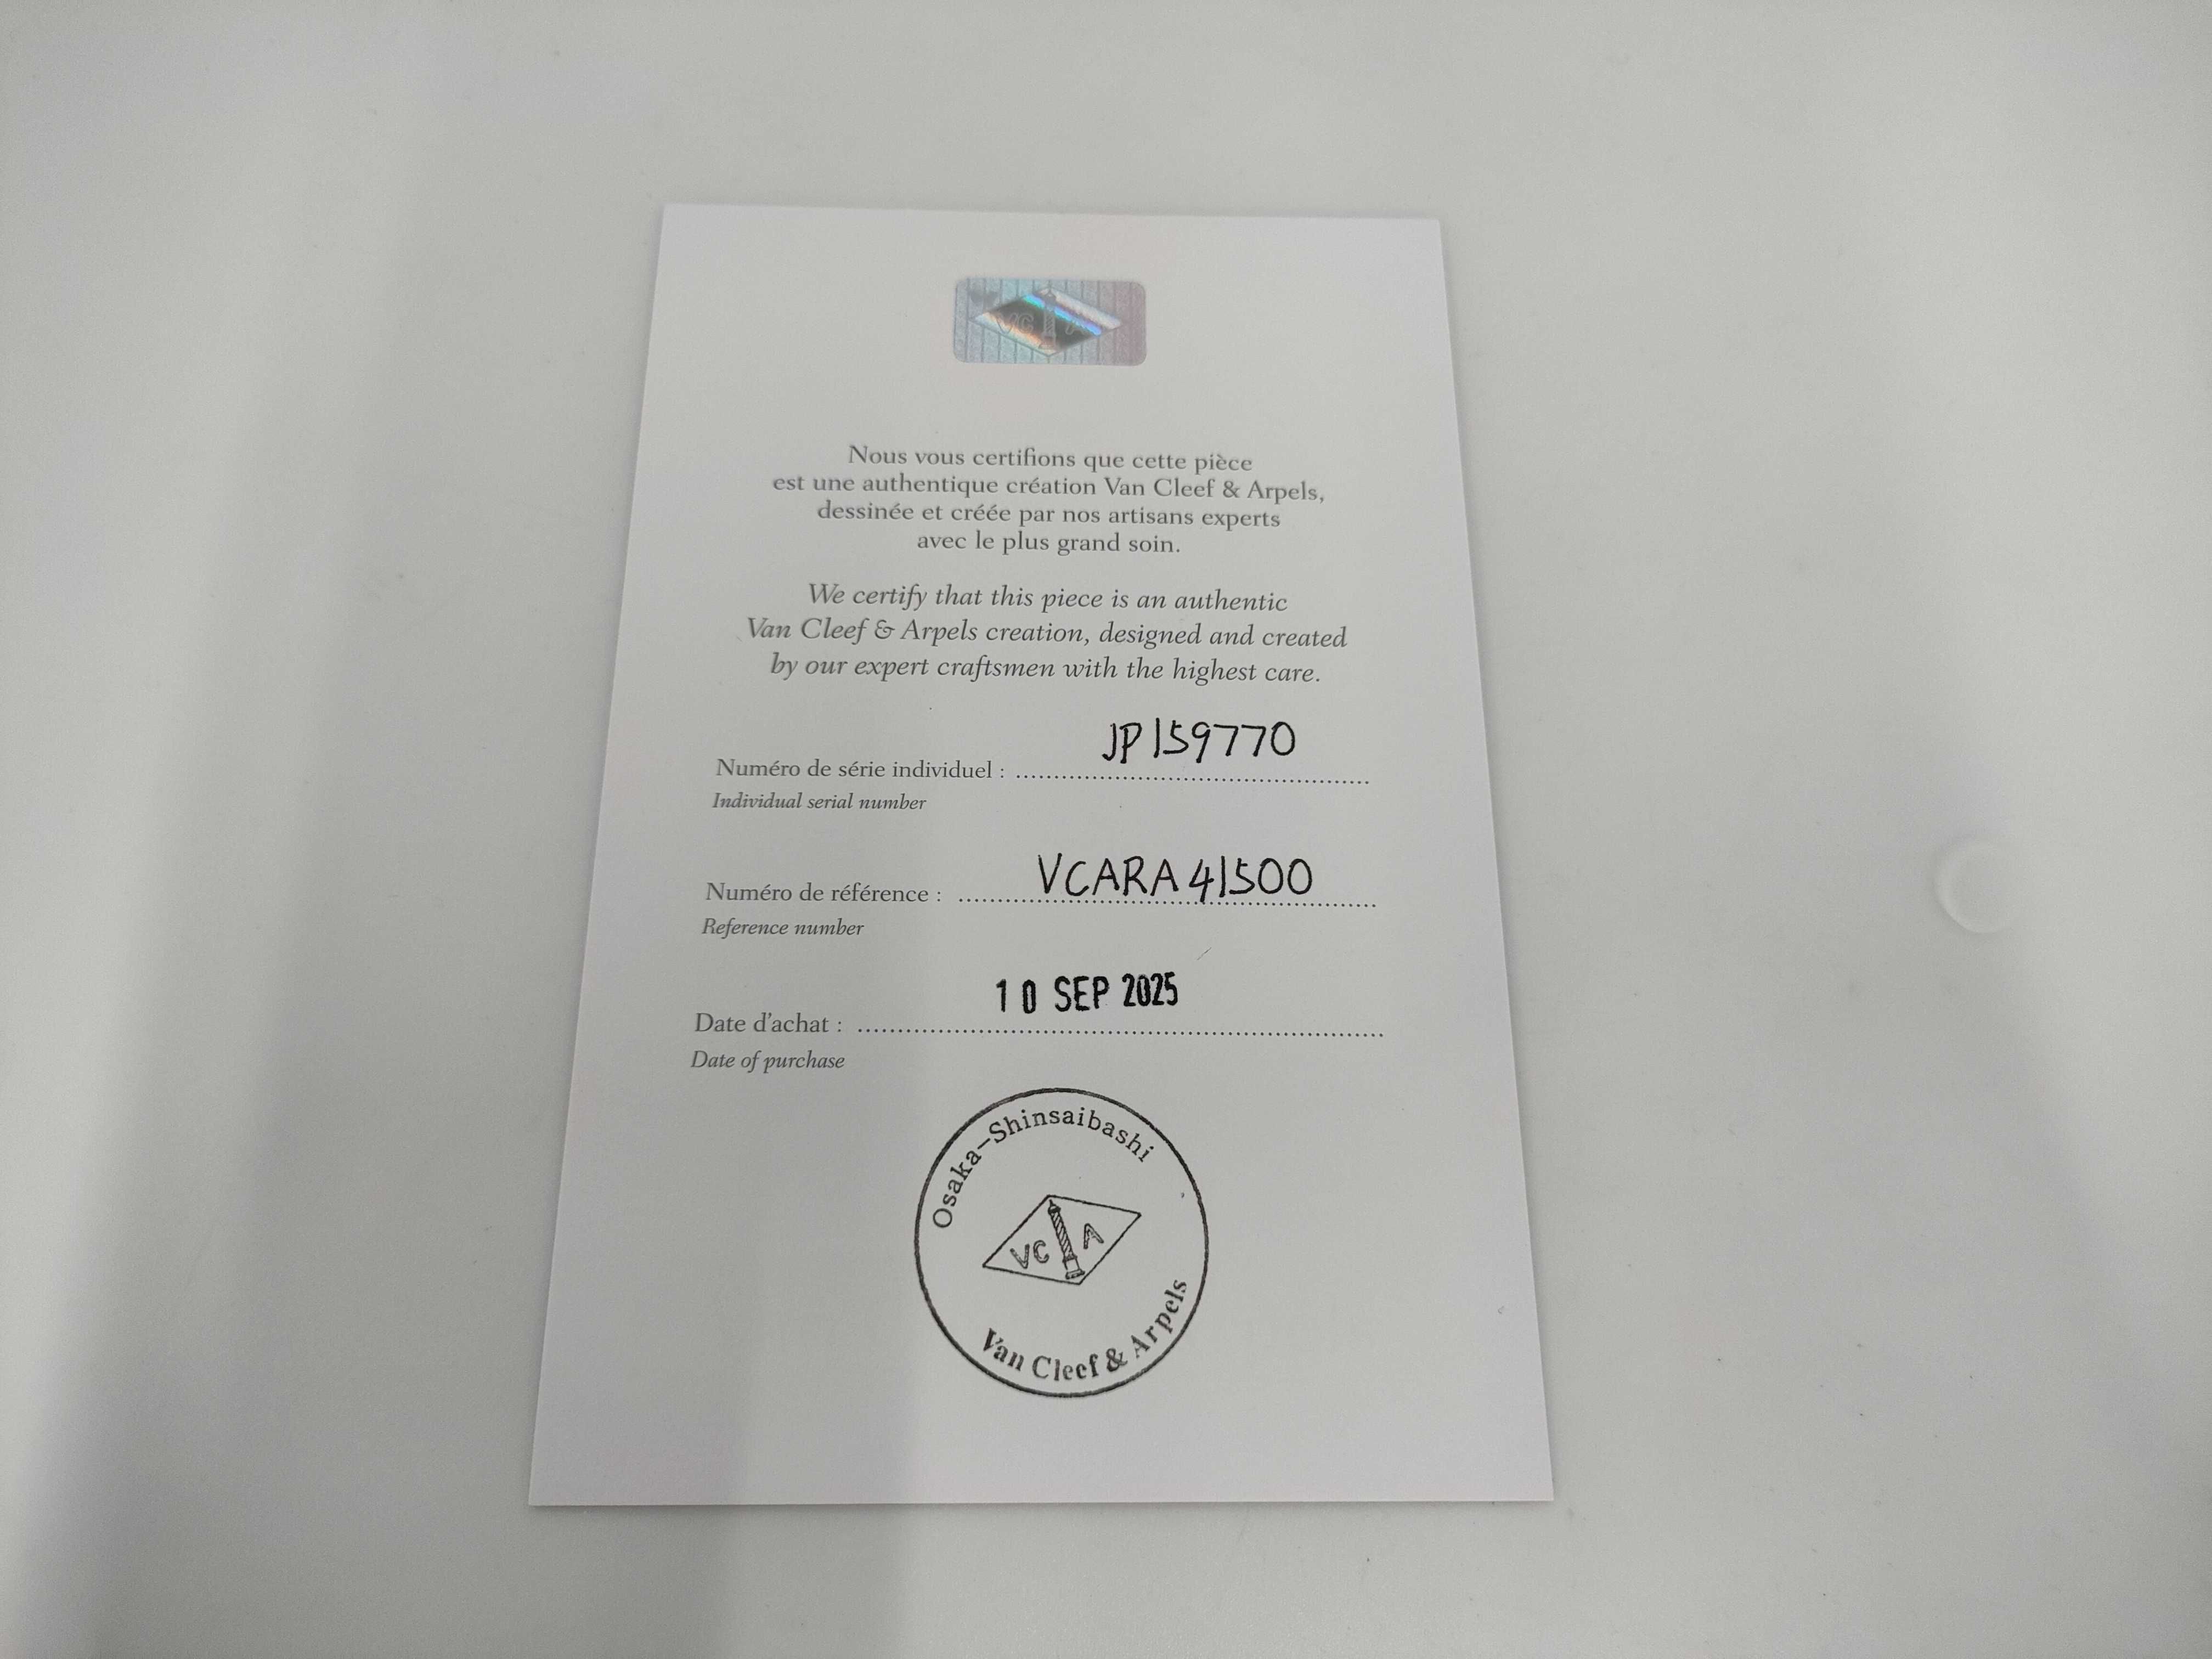 VC A
Nous vous certifions que cette pièce
est une authentique création Van Cleef & Arpels,
dessinée et créée par nos artisans experts
avec le plus grand soin.
We certify that this piece is an authentic
Van Cleef & Arpels creation, designed and created
by our expert craftsmen with the highest care.
Numéro de série individuel : JP159770
Individual serial number
Numéro de référence : VCARA41500
Reference number
Date d'achat : 10 SEP 2025
Date of purchase
Osaka-Shinsaibashi
VC A
Van Cleef & Arpels